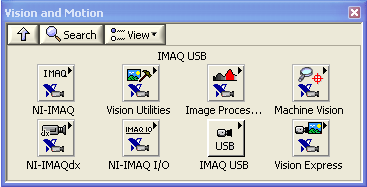 Vision and Motion
Search
View
IMAQ USB
IMAQ
NI-IMAQ
Vision Utilities
Image Proces...
Machine Vision
IMAQ IO
USB
NI-IMAQdx
NI-IMAQ I/O
IMAQ USB
Vision Express